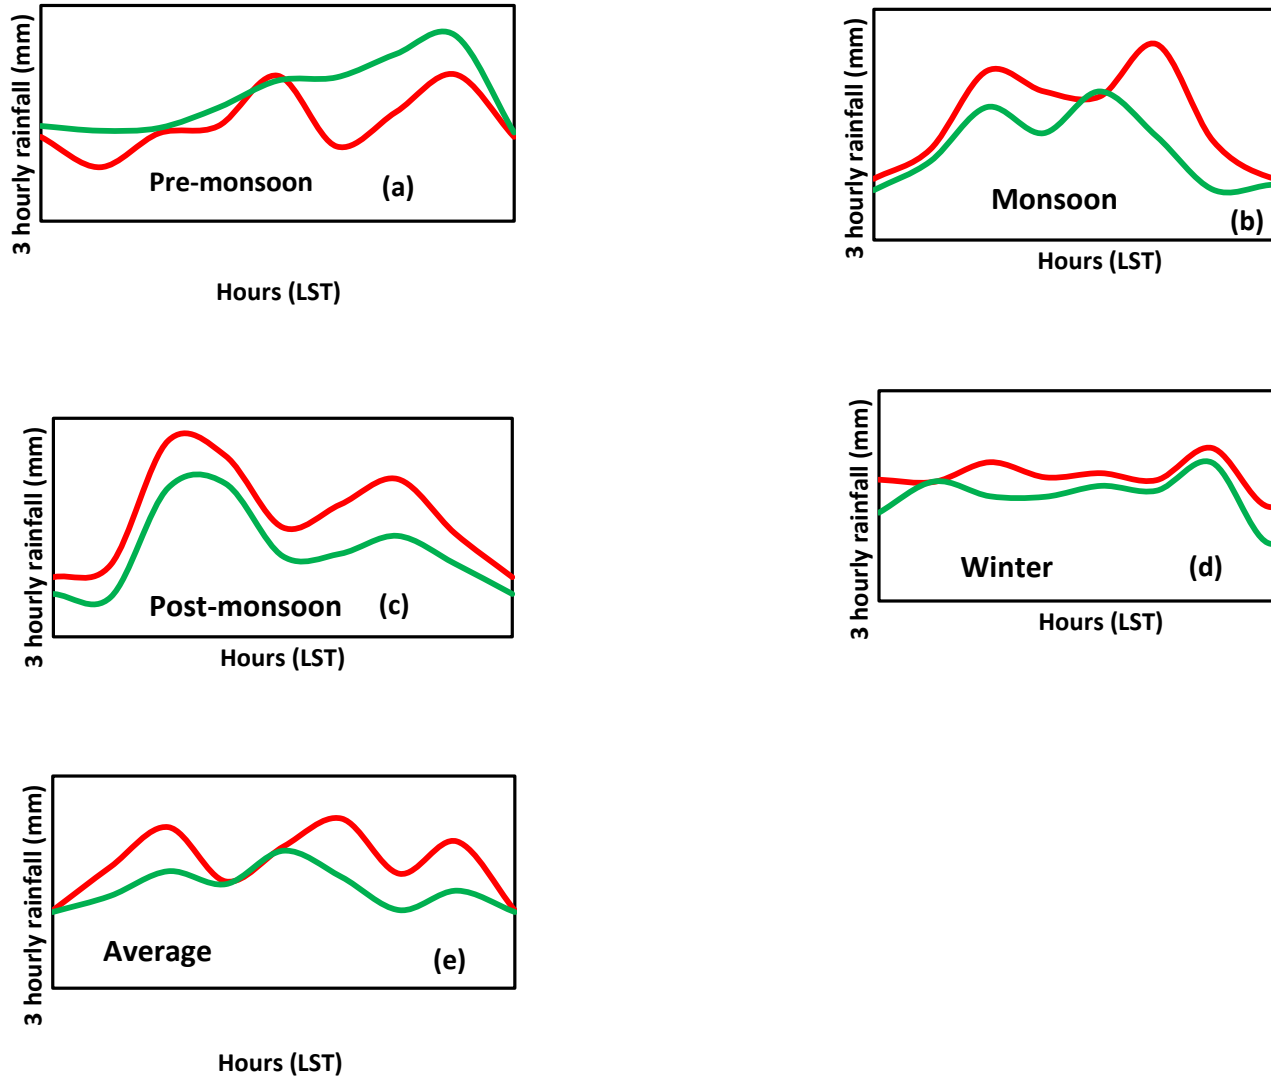 3 hourly rainfall (mm)
Pre-monsoon
(a)
Hours (LST)
3 hourly rainfall (mm)
Monsoon
(b)
Hours (LST)
3 hourly rainfall (mm)
Post-monsoon
(c)
Hours (LST)
3 hourly rainfall (mm)
Winter
(d)
Hours (LST)
3 hourly rainfall (mm)
Average
(e)
Hours (LST)